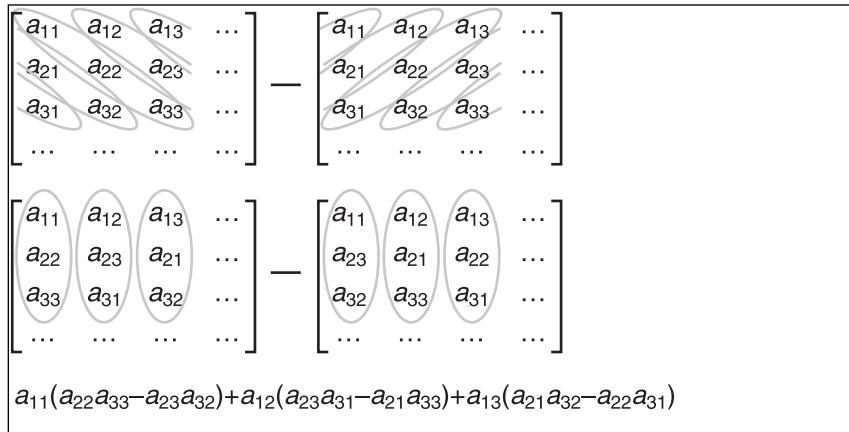 a11 a12 a13 … — a11 a12 a13 …
a21 a22 a23 … a21 a22 a23 …
a31 a32 a33 … a31 a32 a33 …
… … … … … … … …
a11 a12 a13 … — a11 a12 a13 …
a22 a23 a21 … a23 a21 a22 …
a33 a31 a32 … a32 a33 a31 …
… … … … … … … …
a11(a22a33–a23a32)+a12(a23a31–a21a33)+a13(a21a32–a22a31)